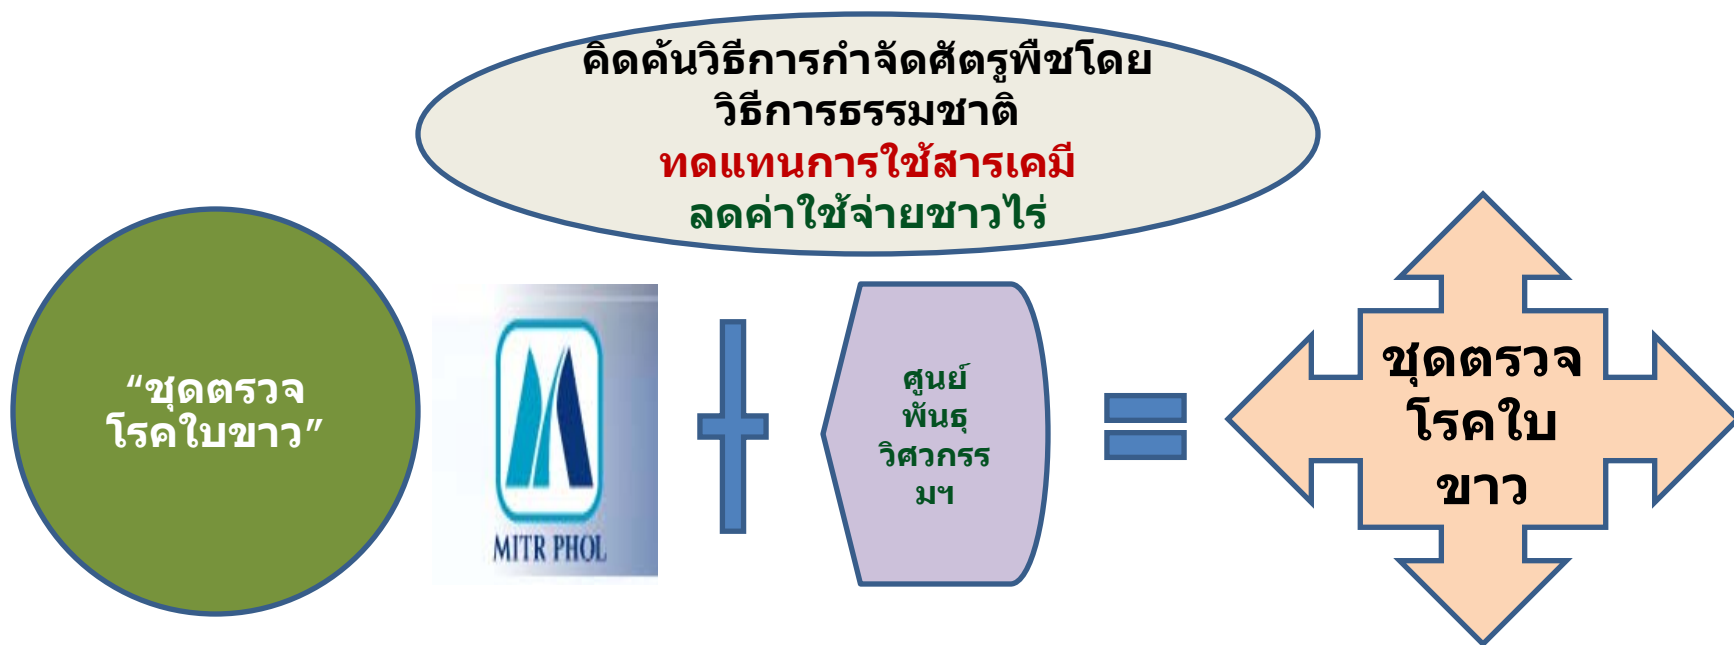 คิดค้นวิธีการกำจัดศัตรูพืชโดย
วิธีการธรรมชาติ
ทดแทนการใช้สารเคมี
ลดค่าใช้จ่ายชาวไร่
“ชุดตรวจ
โรคใบขาว”
MITR PHOL
ศูนย์
พันธุ
วิศวกรร
มฯ
ชุดตรวจ
โรคใบ
ขาว